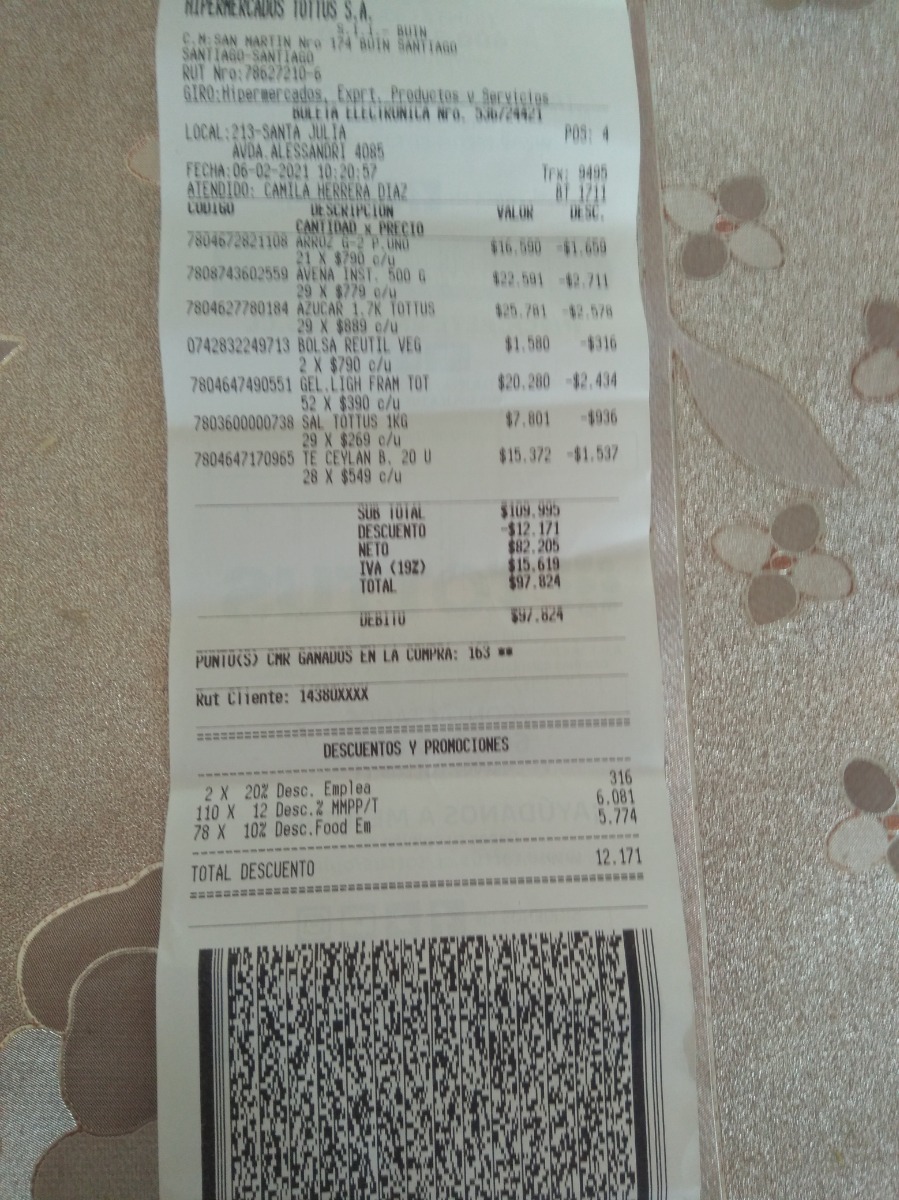 HIPERMERCADOS TOTTUS S.A.
S.I.I.- BUIN
C.M:SAN MARTIN Nro 174 BUIN SANTIAGO
SANTIAGO-SANTIAGO
RUT Nro:78627210-6
GIRO:Hipermercados, Exprt. Productos y Servicios
BOLETA ELECTRONICA Nro. 536724421
LOCAL:213-SANTA JULIA POS: 4
AVDA.ALESSANDRI 4085
FECHA:06-02-2021 10:20:57 Trx: 9495
ATENDIDO: CAMILA HERRERA DIAZ BT 1711
CODIGO DESCRIPCION VALOR DESC.
CANTIDAD x PRECIO
7804672821108 ARROZ G-2 P.UNO $16.590 -$1.659
21 X $790 c/u
7808743602559 AVENA INST. 500 G $22.591 -$2.711
29 X $779 c/u
7804627780184 AZUCAR 1.7K TOTTUS $25.781 -$2.578
29 X $889 c/u
0742832249713 BOLSA REUTIL VEG $1.580 -$316
2 X $790 c/u
7804647490551 GEL.LIGH FRAM TOT $20.280 -$2.434
52 X $390 c/u
7803600000738 SAL TOTTUS 1KG $7.801 -$936
29 X $269 c/u
7804647170965 TE CEYLAN B. 20 U $15.372 -$1.537
28 X $549 c/u
SUB TOTAL $109.995
DESCUENTO -$12.171
NETO $82.205
IVA (19%) $15.619
TOTAL $97.824
DEBITO $97.824
PUNTO(S) CMR GANADOS EN LA COMPRA: 163 **
Rut Cliente: 14380XXXX
DESCUENTOS Y PROMOCIONES
2 X 20% Desc. Emplea 316
110 X 12 Desc.% MMPP/T 6.081
78 X 10% Desc.Food Em 5.774
TOTAL DESCUENTO 12.171